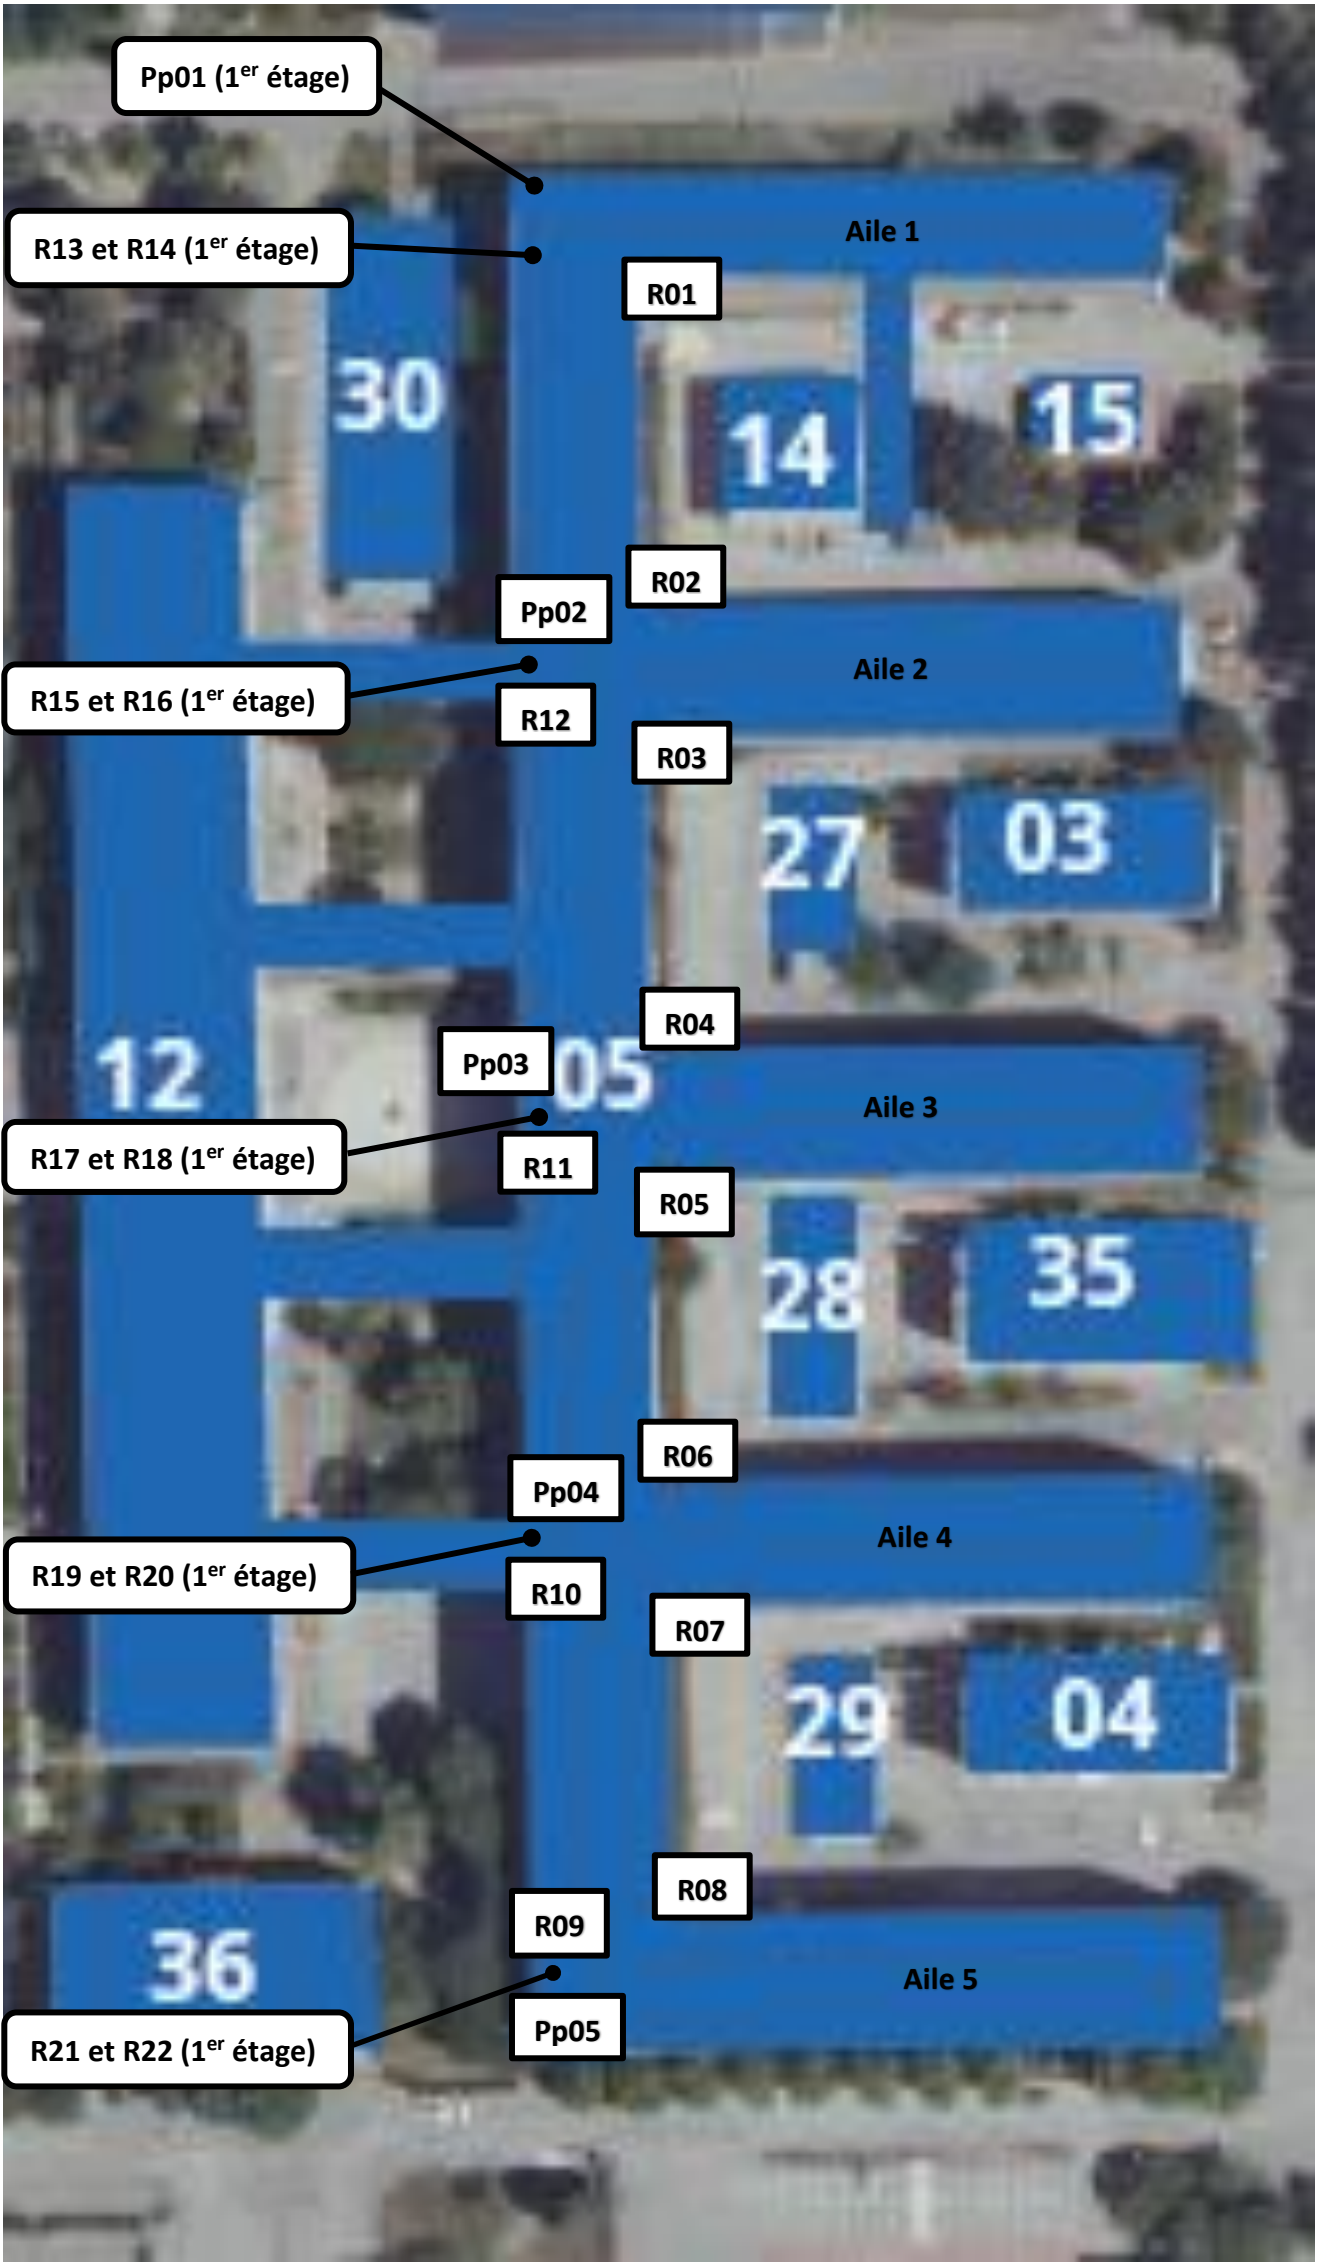 Pp01 (1er étage)
Aile 1
R13 et R14 (1er étage)
R01
30
14
15
R02
Pp02
Aile 2
R15 et R16 (1er étage)
R12
R03
27
03
R04
Pp03
05
12
Aile 3
R17 et R18 (1er étage)
R11
R05
28
35
R06
Pp04
Aile 4
R19 et R20 (1er étage)
R10
R07
29
04
R08
R09
36
Aile 5
R21 et R22 (1er étage)
Pp05